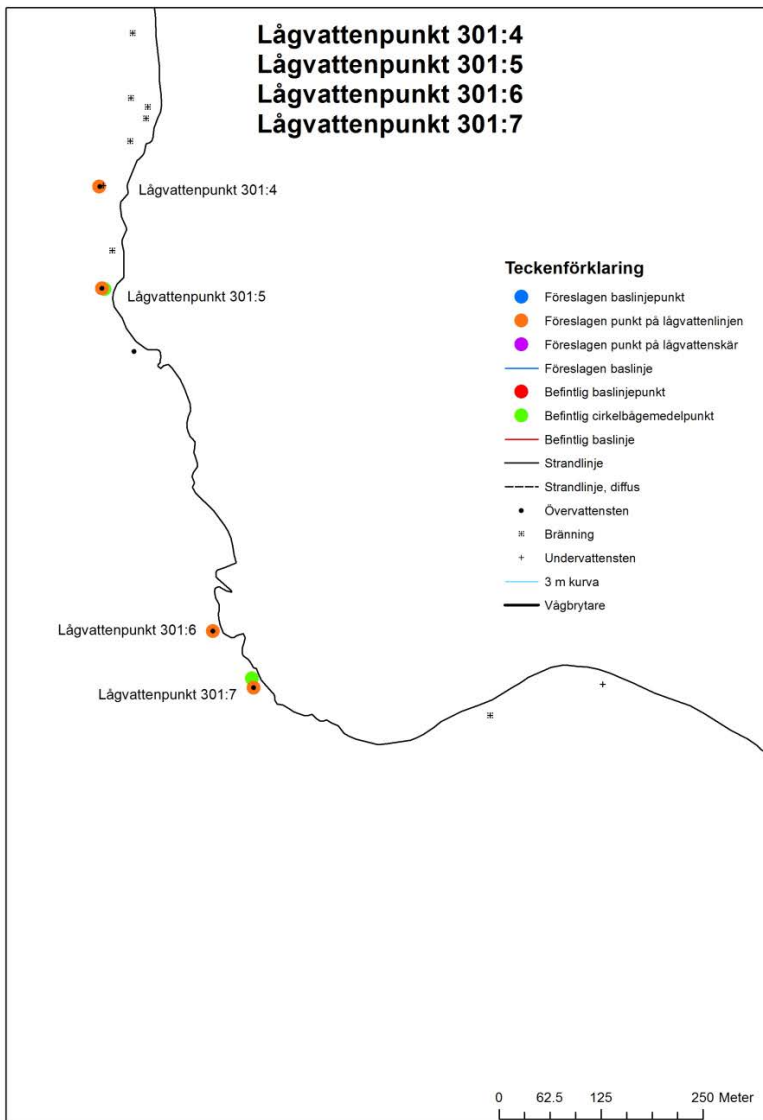 Lågvattenpunkt 301:4
Lågvattenpunkt 301:5
Lågvattenpunkt 301:6
Lågvattenpunkt 301:7
Lågvattenpunkt 301:4
Lågvattenpunkt 301:5
Teckenförklaring
Föreslagen baslinjepunkt
Föreslagen punkt på lågvattenlinjen
Föreslagen punkt på lågvattenskär
Föreslagen baslinje
Befintlig baslinjepunkt
Befintlig cirkelbågemedelpunkt
Befintlig baslinje
Strandlinje
Strandlinje, diffus
Övervattensten
Bränning
Undervattensten
3 m kurva
Vågbrytare
Lågvattenpunkt 301:6
Lågvattenpunkt 301:7
0 62.5 125 250 Meter